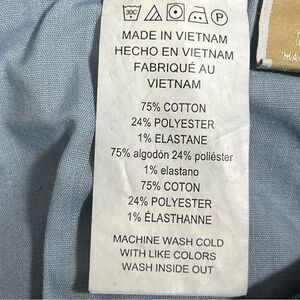 30C
P
MADE IN VIETNAM
HECHO EN VIETNAM
FABRIQUÉ AU
VIETNAM
75% COTTON
24% POLYESTER
1% ELASTANE
75% algodón 24% poliéster
1% elastano
75% COTON
24% POLYESTER
1% ÉLASTHANNE
MACHINE WASH COLD
WITH LIKE COLORS
WASH INSIDE OUT